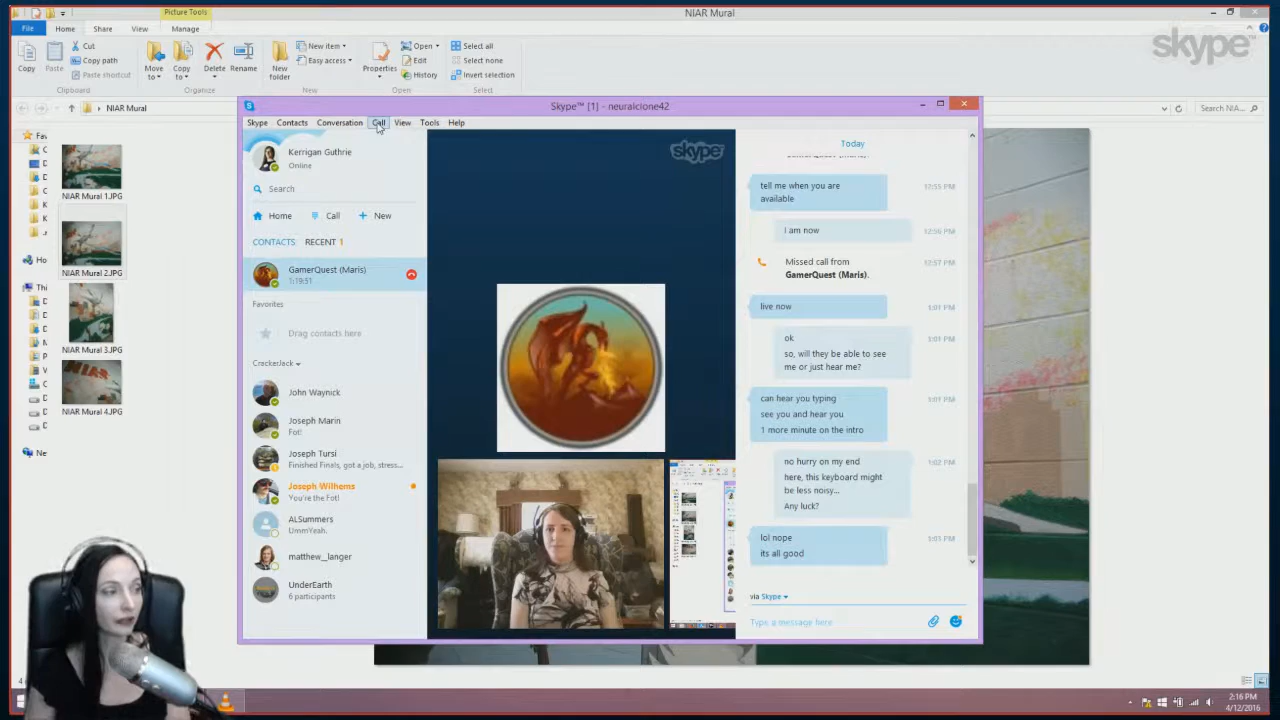 Picture Tools
NIAR Mural
File Home Share View Manage
Copy
Paste
Cut
Copy path
Paste shortcut
Clipboard
Move to
Copy to
Delete
Rename
Organize
New folder
New item
Easy access
New
Properties
Open
Edit
History
Open
Select all
Select none
Invert selection
Select
skype™
NIAR Mural
Search NIA...
NIAR Mural 1.JPG
NIAR Mural 2.JPG
NIAR Mural 3.JPG
NIAR Mural 4.JPG
Skype™ [1] - neuralclone42
Skype Contacts Conversation Call View Tools Help
Kerrigan Guthrie
Online
Search
Home Call New
CONTACTS RECENT 1
GamerQuest (Maris)
1:19:51
Favorites
Drag contacts here
CrackerJack
John Waynick
Joseph Marin
Fot!
Joseph Tursi
Finished Finals, got a job, stress...
Joseph Wilhems
You're the Fot!
ALSummers
UmmYeah.
matthew_langer
UnderEarth
6 participants
skype
Today
tell me when you are
available
12:55 PM
I am now
12:56 PM
Missed call from
GamerQuest (Maris).
12:57 PM
live now
1:01 PM
ok
1:01 PM
so, will they be able to see
me or just hear me?
can hear you typing
1:01 PM
see you and hear you
1 more minute on the intro
no hurry on my end
1:02 PM
here, this keyboard might
be less noisy...
Any luck?
lol nope
1:03 PM
its all good
via Skype
Type a message here
2:16 PM
4/12/2016